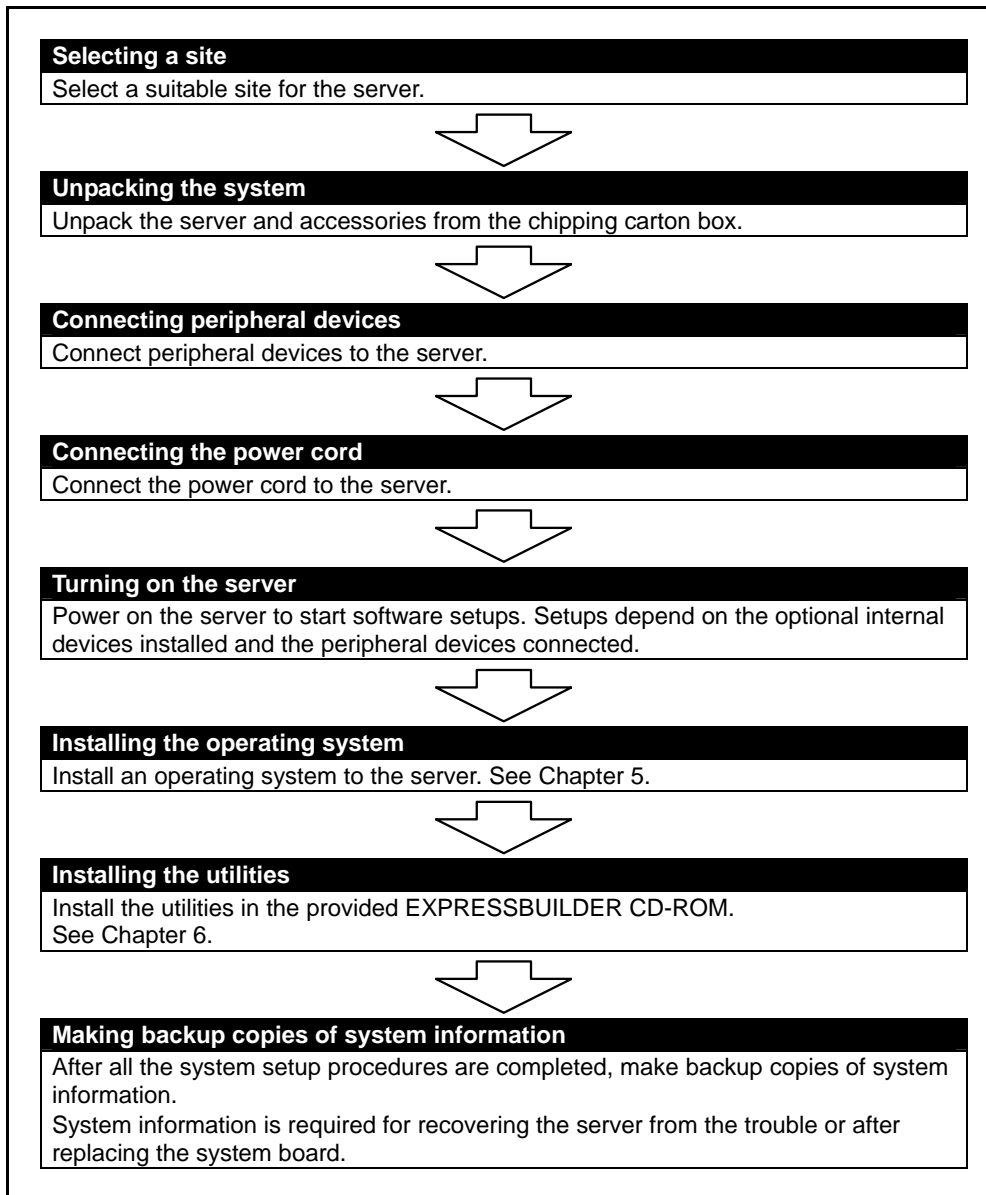 Selecting a site
Select a suitable site for the server.
Unpacking the system
Unpack the server and accessories from the chipping carton box.
Connecting peripheral devices
Connect peripheral devices to the server.
Connecting the power cord
Connect the power cord to the server.
Turning on the server
Power on the server to start software setups. Setups depend on the optional internal
devices installed and the peripheral devices connected.
Installing the operating system
Install an operating system to the server. See Chapter 5.
Installing the utilities
Install the utilities in the provided EXPRESSBUILDER CD-ROM.
See Chapter 6.
Making backup copies of system information
After all the system setup procedures are completed, make backup copies of system
information.
System information is required for recovering the server from the trouble or after
replacing the system board.